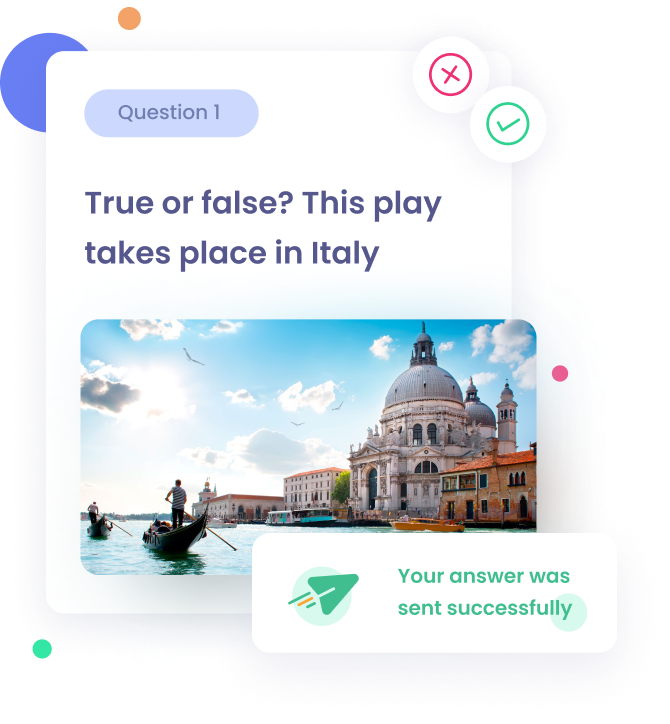 Question 1
True or false? This play
takes place in Italy
Your answer was
sent successfully